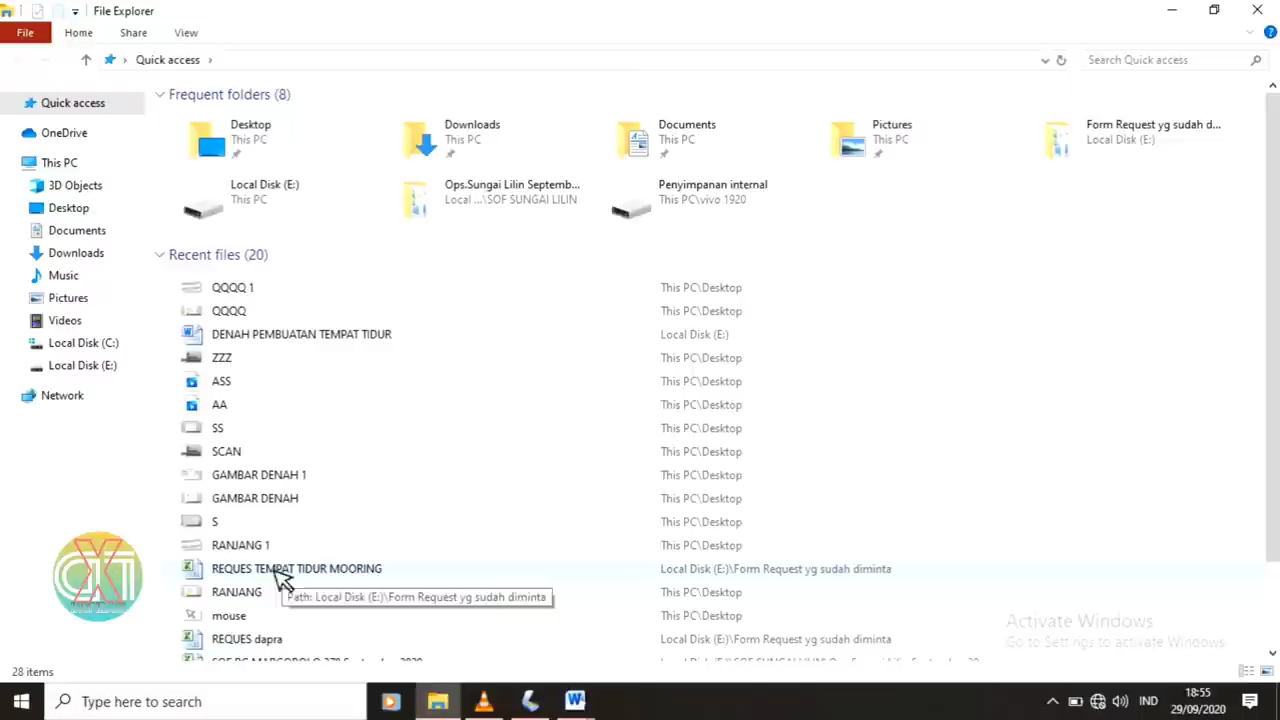 File Explorer
File Home Share View
Quick access
Search Quick access
Quick access
OneDrive
This PC
3D Objects
Desktop
Documents
Downloads
Music
Pictures
Videos
Local Disk (C:)
Local Disk (E:)
Network
Frequent folders (8)
Desktop
This PC
Downloads
This PC
Documents
This PC
Pictures
This PC
Form Request yg sudah d...
Local Disk (E:)
Local Disk (E:)
This PC
Ops.Sungai Lilin Septemb...
Local ...\SOF SUNGAI LILIN
Penyimpanan internal
This PC\vivo 1920
Recent files (20)
QQQQ 1 This PC\Desktop
QQQQ This PC\Desktop
DENAH PEMBUATAN TEMPAT TIDUR Local Disk (E:)
ZZZ This PC\Desktop
ASS This PC\Desktop
AA This PC\Desktop
SS This PC\Desktop
SCAN This PC\Desktop
GAMBAR DENAH 1 This PC\Desktop
GAMBAR DENAH This PC\Desktop
S This PC\Desktop
RANJANG 1 This PC\Desktop
REQUES TEMPAT TIDUR MOORING Local Disk (E:)\Form Request yg sudah diminta
RANJANG This PC\Desktop
Path: Local Disk (E:)\Form Request yg sudah diminta
mouse This PC\Desktop
REQUES dapra Local Disk (E:)\Form Request yg sudah diminta
Activate Windows
Go to Settings to activate Windows.
28 items
Type here to search
IND
18:55
29/09/2020